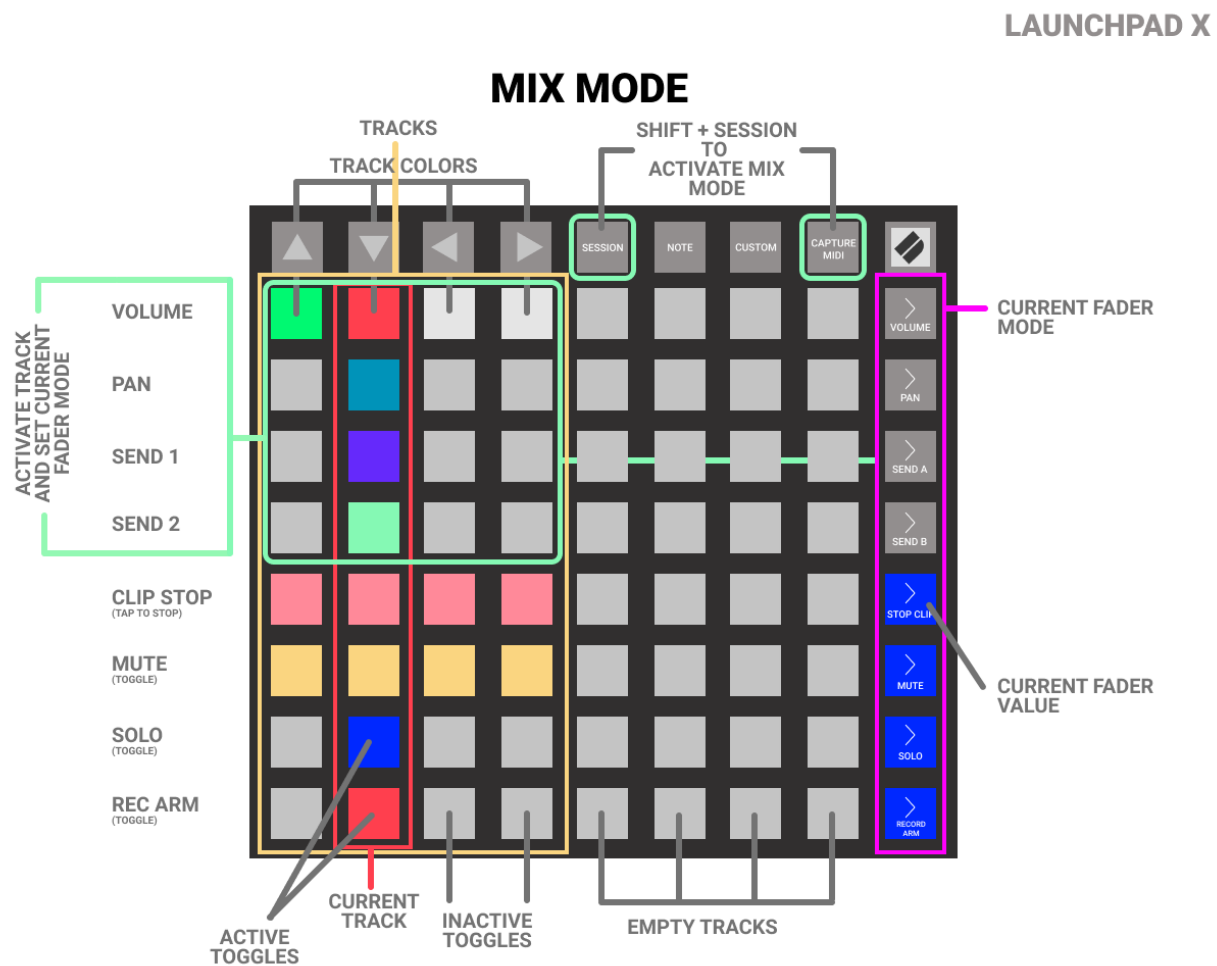 LAUNCHPAD X
MIX MODE
TRACKS
TRACK COLORS
SHIFT + SESSION
TO
ACTIVATE MIX
MODE
SESSION
NOTE
CUSTOM
CAPTURE
MIDI
ACTIVATE TRACK
AND SET CURRENT
FADER MODE
VOLUME
PAN
SEND 1
SEND 2
CLIP STOP
(TAP TO STOP)
MUTE
(TOGGLE)
SOLO
(TOGGLE)
REC ARM
(TOGGLE)
VOLUME
PAN
SEND A
SEND B
STOP CLIP
MUTE
SOLO
RECORD
ARM
CURRENT FADER
MODE
CURRENT FADER
VALUE
ACTIVE
TOGGLES
CURRENT
TRACK
INACTIVE
TOGGLES
EMPTY TRACKS